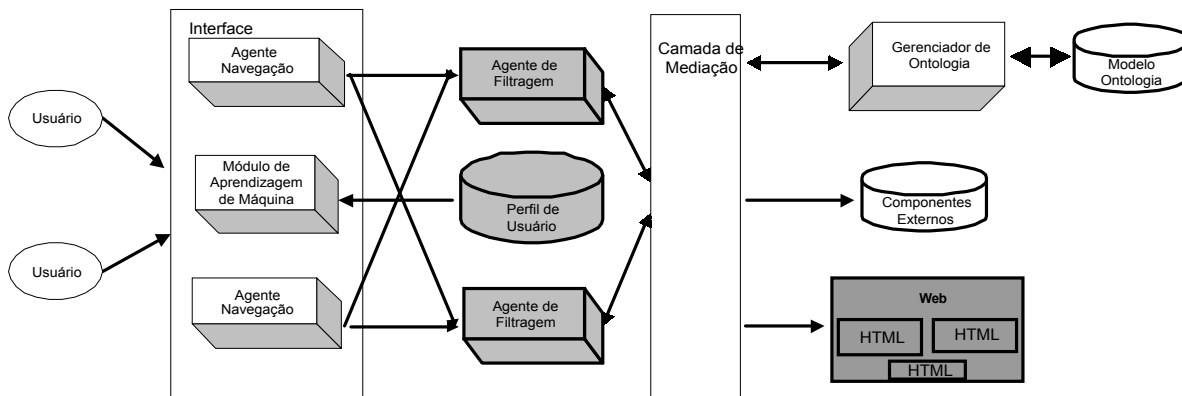 Interface
Agente
Navegação
Agente de
Filtragem
Camada de
Mediação
Gerenciador de
Ontologia
Modelo
Ontologia
Usuário
Módulo de
Aprendizagem
de Máquina
Perfil de
Usuário
Componentes
Externos
Usuário
Agente
Navegação
Agente de
Filtragem
Web
HTML
HTML
HTML